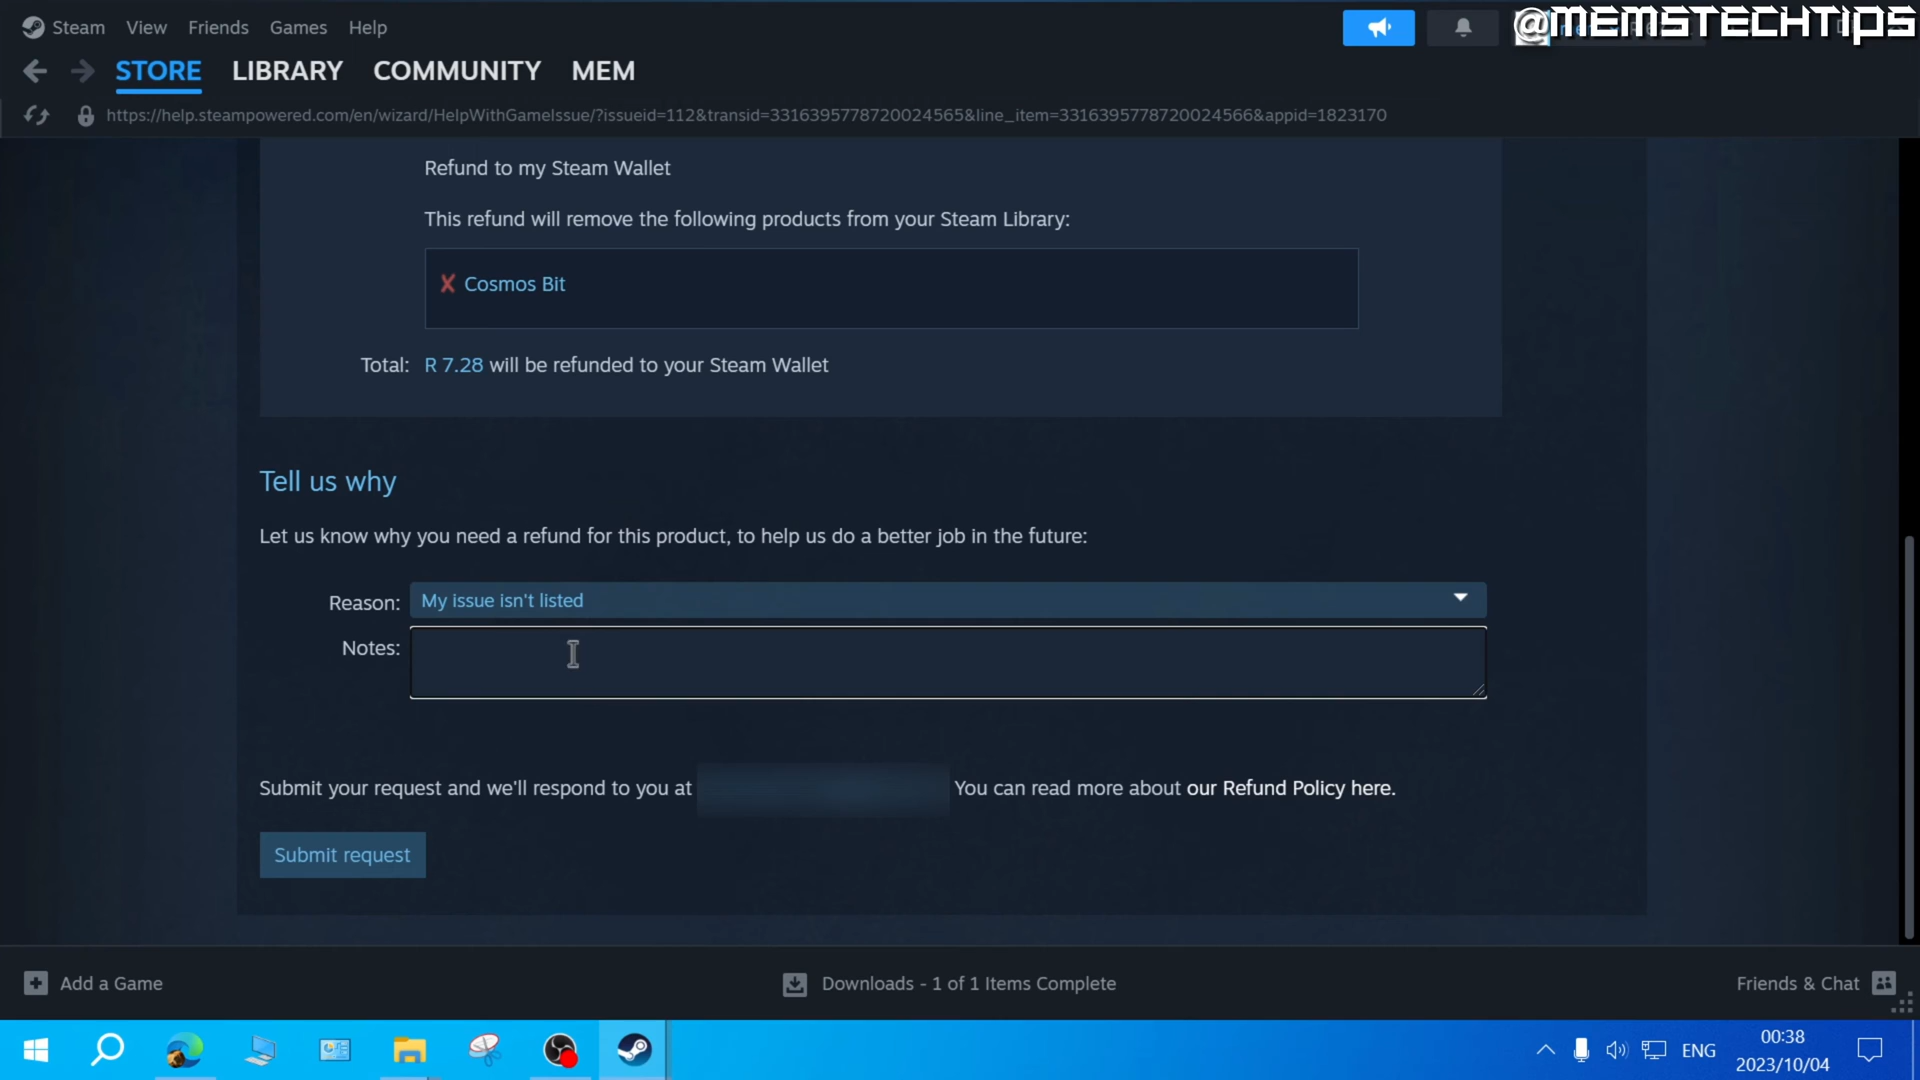 Steam View Friends Games Help
@MEMSTECHTIPS
STORE LIBRARY COMMUNITY MEM
https://help.steampowered.com/en/wizard/HelpWithGameIssue/?issueid=112&transid=3316395778720024565&line_item=3316395778720024566&appid=1823170
Refund to my Steam Wallet
This refund will remove the following products from your Steam Library:
X Cosmos Bit
Total: R 7.28 will be refunded to your Steam Wallet
Tell us why
Let us know why you need a refund for this product, to help us do a better job in the future:
Reason: My issue isn't listed
Notes:
Submit your request and we'll respond to you at You can read more about our Refund Policy here.
Submit request
Add a Game
Downloads - 1 of 1 Items Complete
Friends & Chat
ENG
00:38
2023/10/04